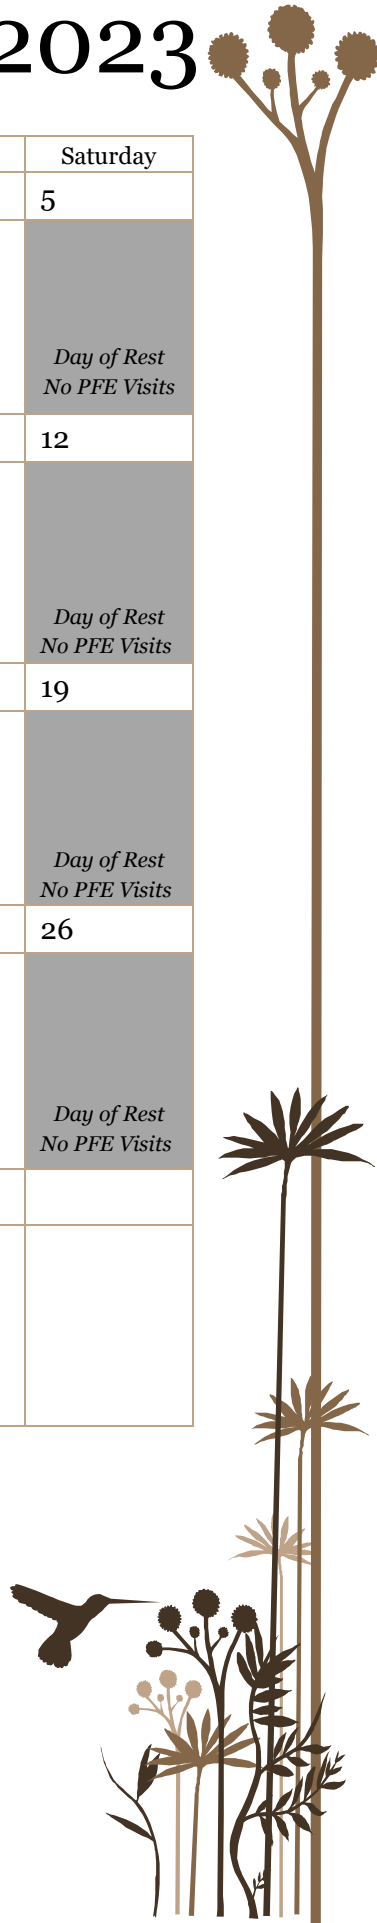 2023
Saturday
5
Day of Rest
No PFE Visits
12
Day of Rest
No PFE Visits
19
Day of Rest
No PFE Visits
26
Day of Rest
No PFE Visits